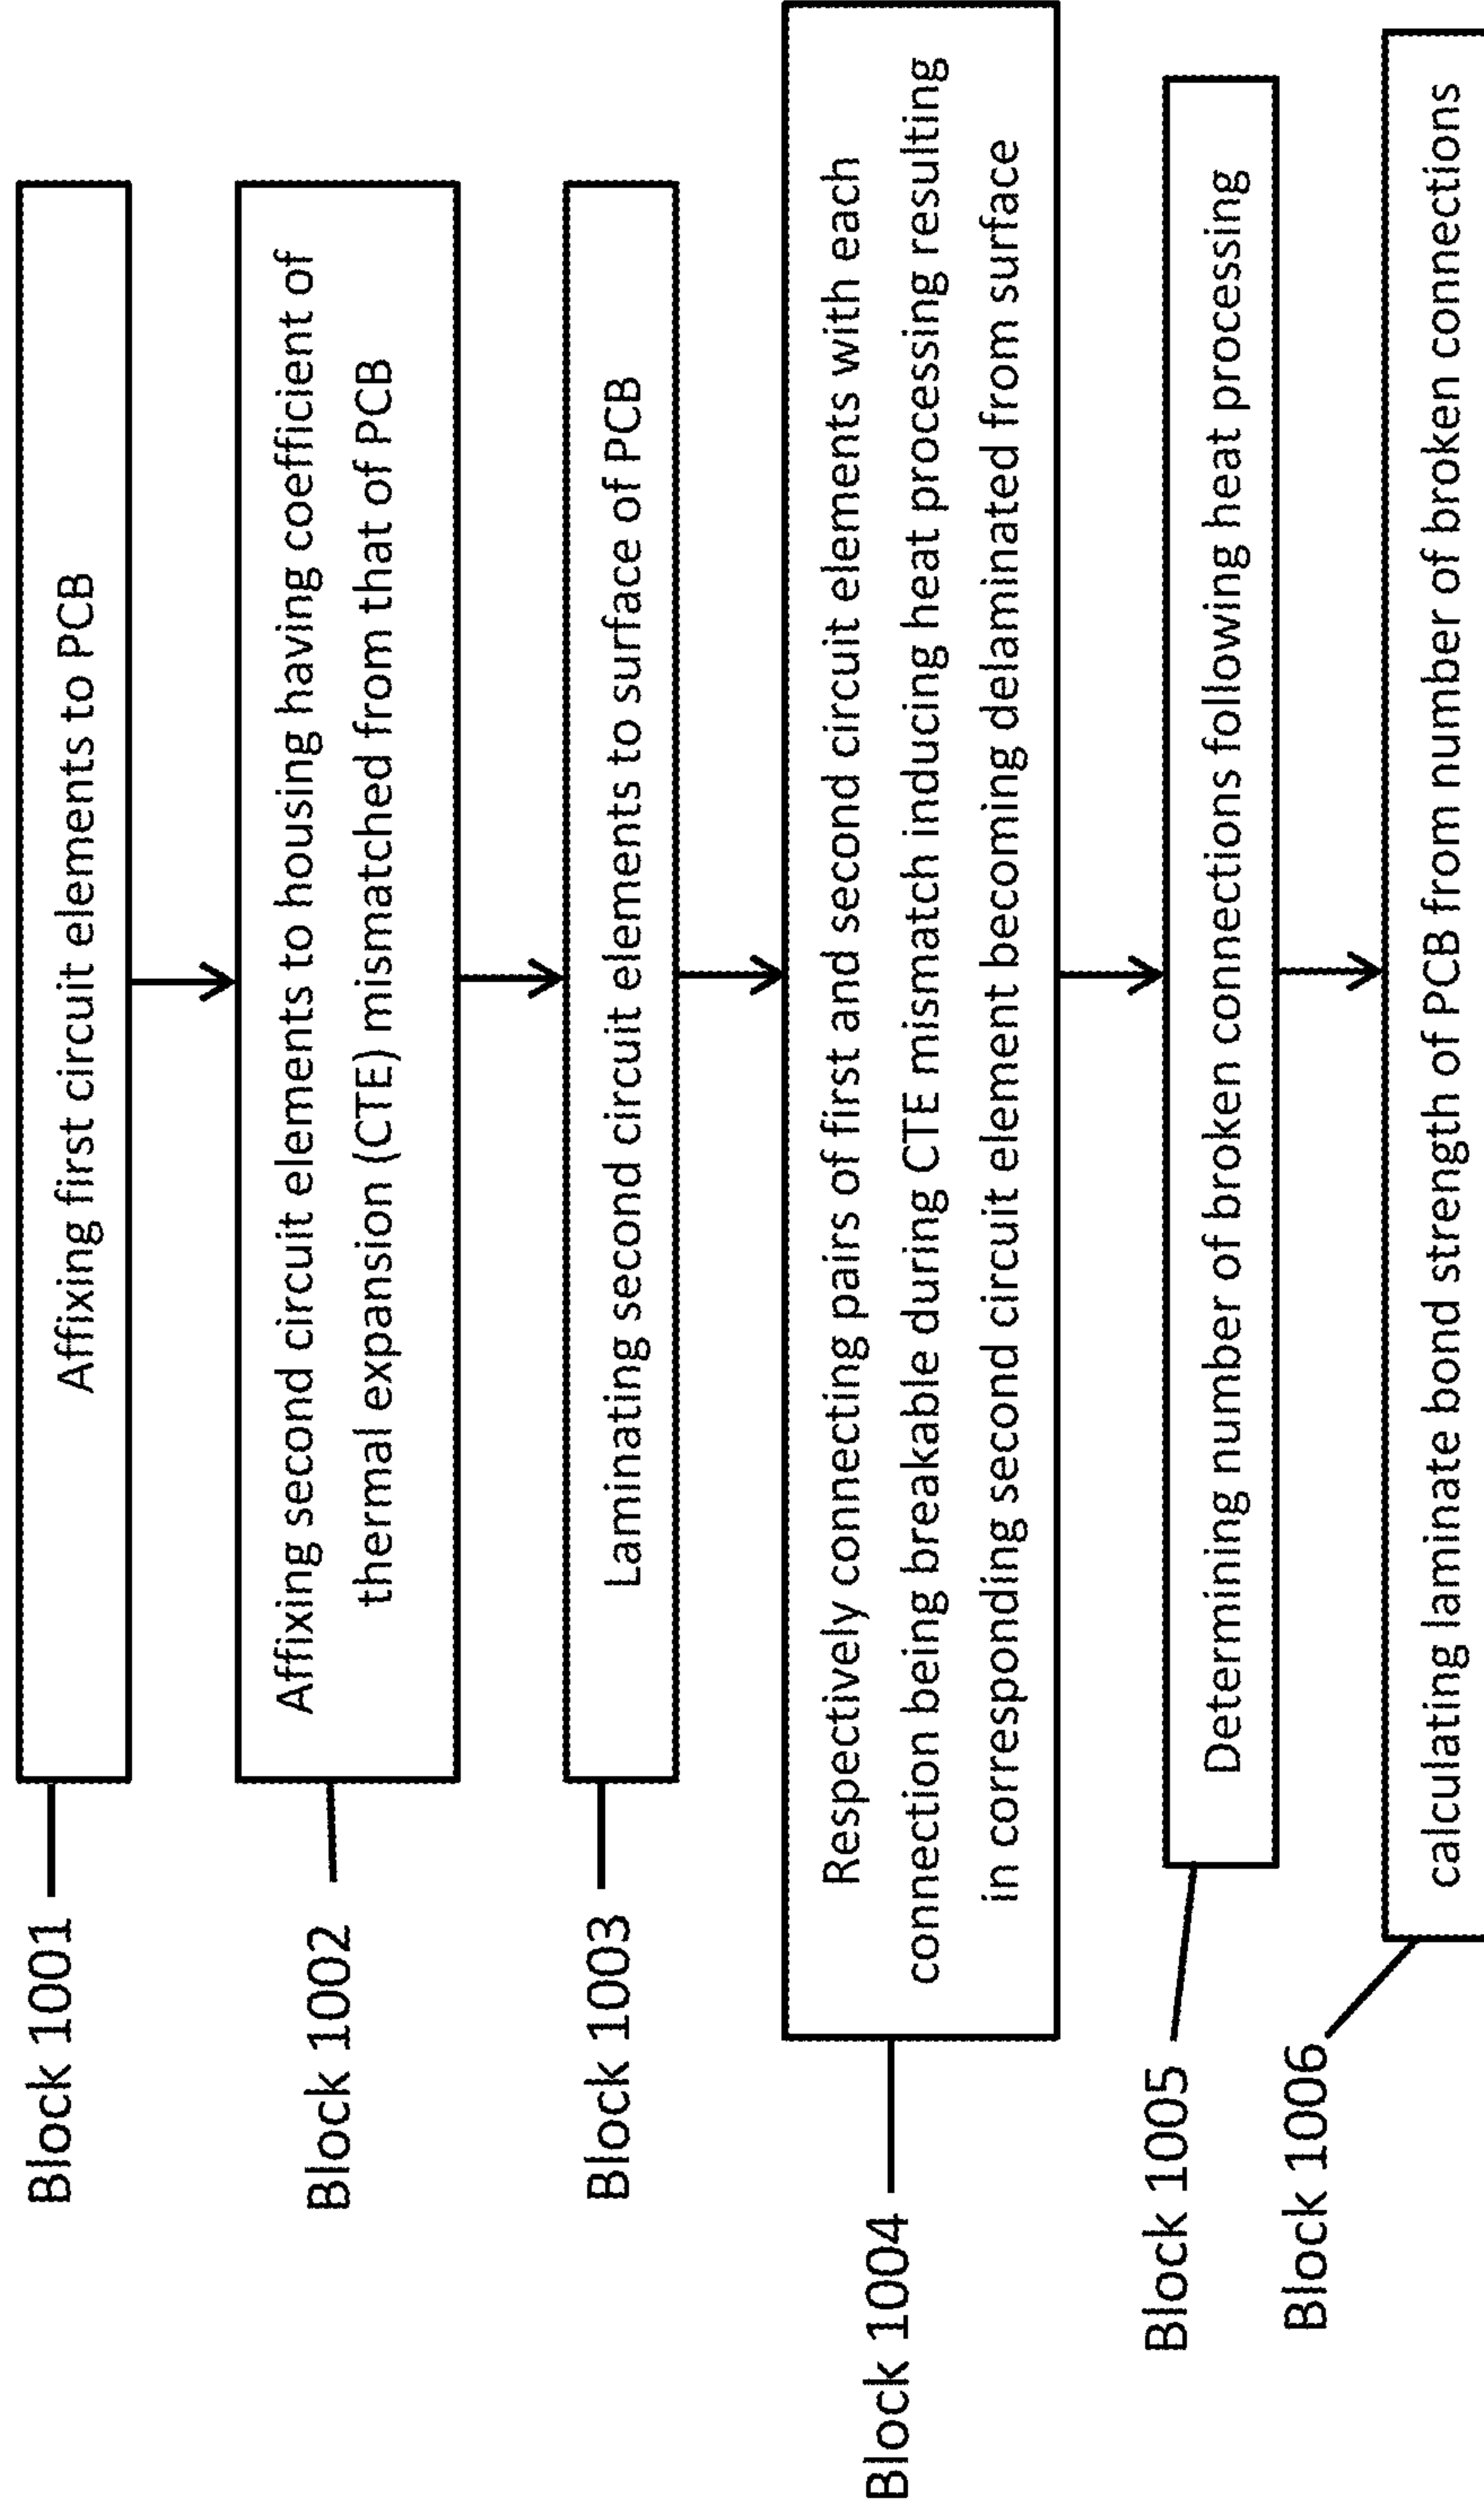 Block 1001
Affixing first circuit elements to PCB
Block 1002
Affixing second circuit elements to housing having coefficient of
thermal expansion (CTE) mismatched from that of PCB
Block 1003
Laminating second circuit elements to surface of PCB
Block 1004
Respectively connecting pairs of first and second circuit elements with each
connection being breakable during CTE mismatch inducing heat processing resulting
in corresponding second circuit element becoming delaminated from surface
Block 1005
Determining number of broken connections following heat processing
Block 1006
calculating laminate bond strength of PCB from number of broken connections